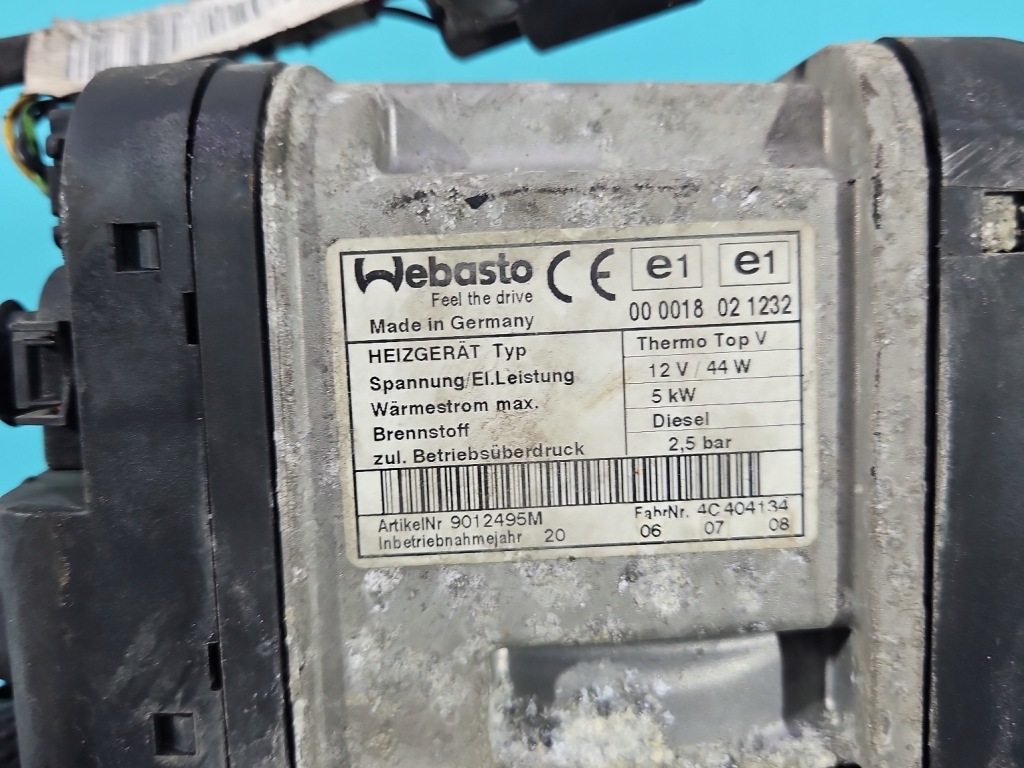 Webasto CE e1 e1
Feel the drive
Made in Germany 00 0018 02 1232
HEIZGERÄT Typ Thermo Top V
Spannung/El.Leistung 12 V / 44 W
Wärmestrom max. 5 kW
Brennstoff Diesel
zul. Betriebsüberdruck 2,5 bar
ArtikelNr 9012495M FahrNr. 4C 404134
Inbetriebnahmejahr 20 06 07 08